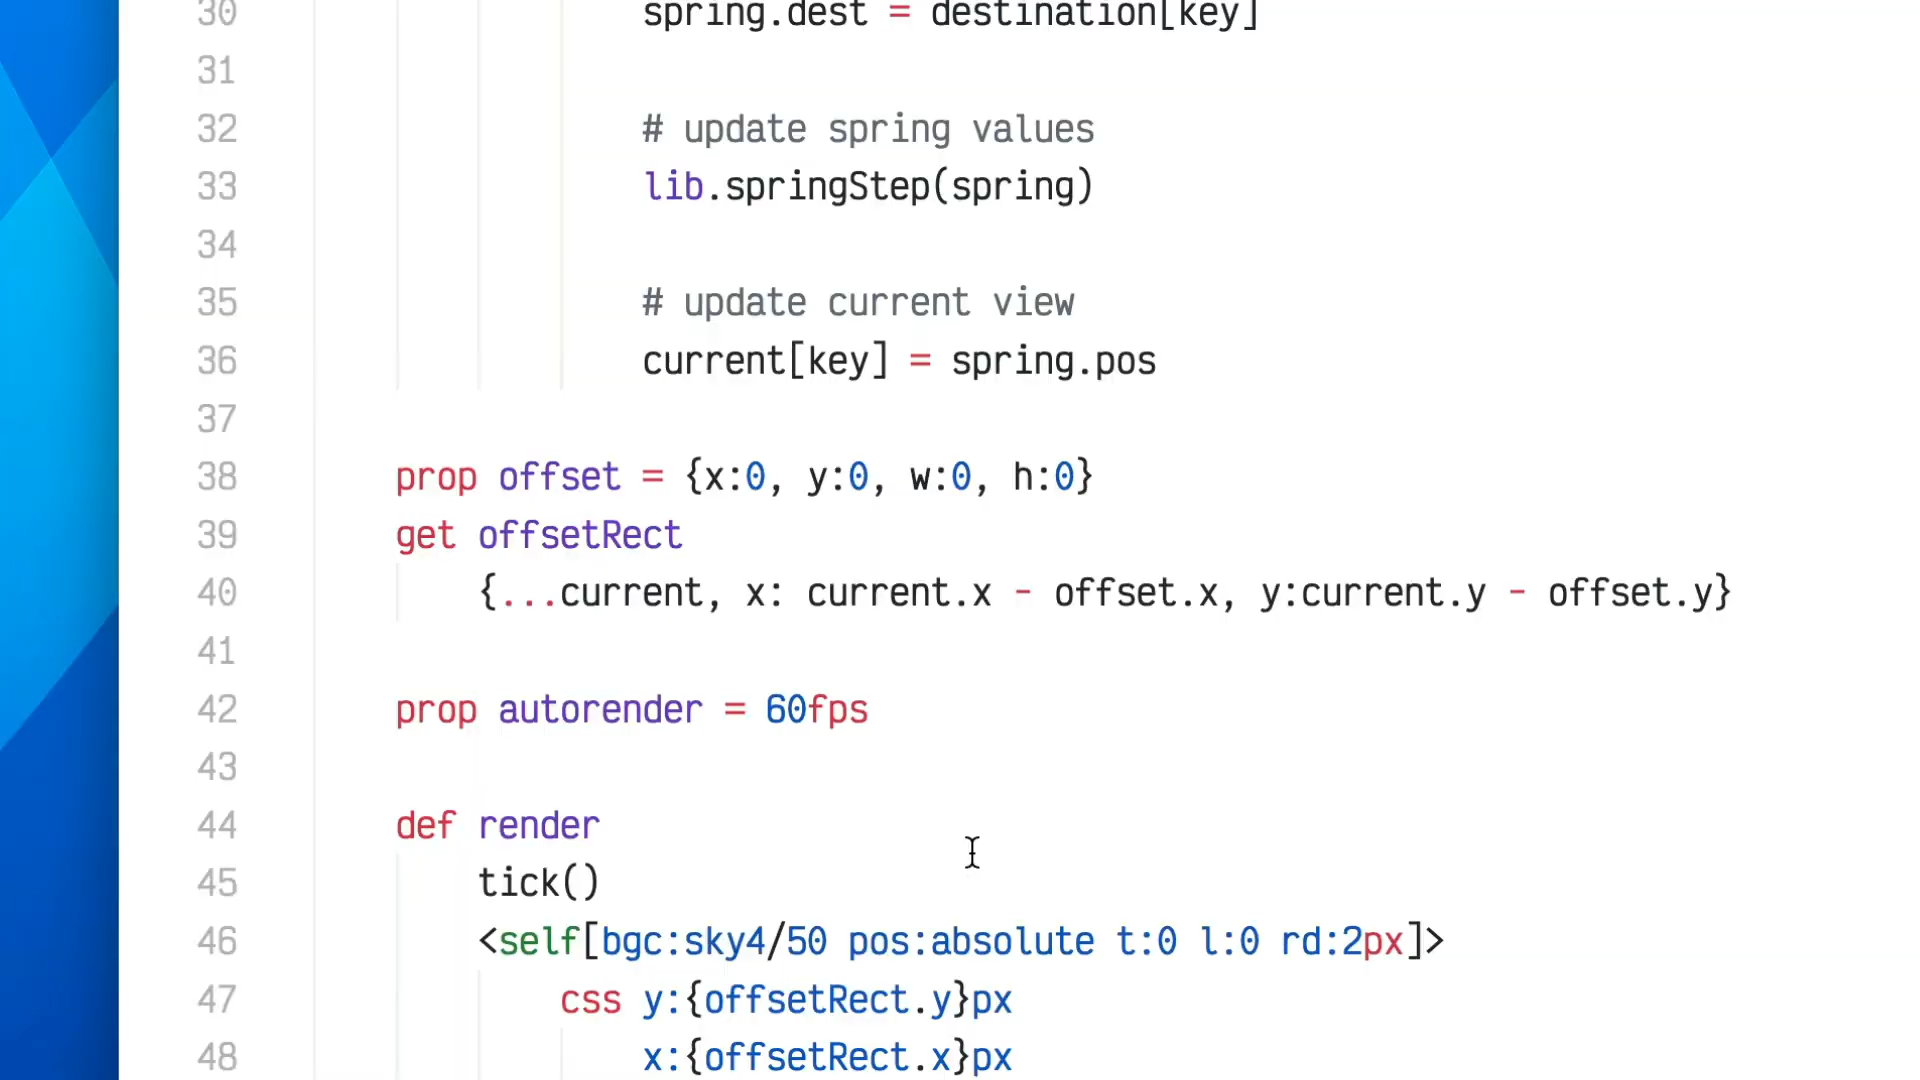 30 spring.dest = destination[key]
31
32 # update spring values
33 lib.springStep(spring)
34
35 # update current view
36 current[key] = spring.pos
37
38 prop offset = {x:0, y:0, w:0, h:0}
39 get offsetRect
40 {...current, x: current.x - offset.x, y:current.y - offset.y}
41
42 prop autorender = 60fps
43
44 def render
45 tick()
46 <self[bgc:sky4/50 pos:absolute t:0 l:0 rd:2px]>
47 css y:{offsetRect.y}px
48 x:{offsetRect.x}px